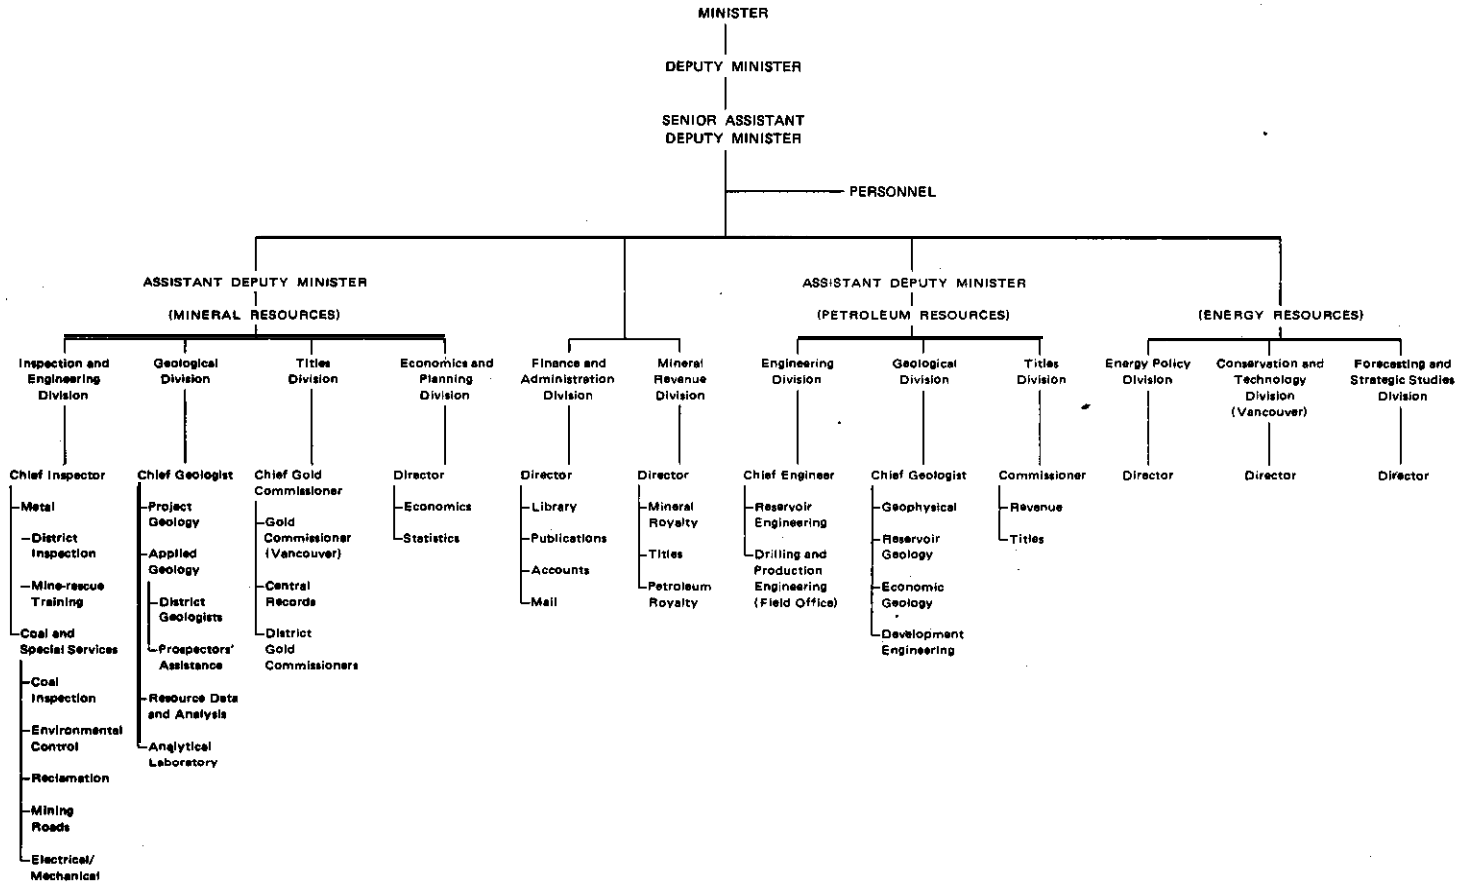 MINISTER
DEPUTY MINISTER
SENIOR ASSISTANT
DEPUTY MINISTER
PERSONNEL
ASSISTANT DEPUTY MINISTER
(MINERAL RESOURCES)
ASSISTANT DEPUTY MINISTER
(PETROLEUM RESOURCES)
(ENERGY RESOURCES)
Inspection and
Engineering
Division
Chief Inspector
Metal
District
Inspection
Mine-rescue
Training
Coal and
Special Services
Coal
Inspection
Environmental
Control
Reclamation
Mining
Roads
Electrical/
Mechanical
Geological
Division
Chief Geologist
Project
Geology
Applied
Geology
District
Geologists
Prospectors'
Assistance
Resource Data
and Analysis
Analytical
Laboratory
Titles
Division
Chief Gold
Commissioner
Gold
Commissioner
(Vancouver)
Central
Records
District
Gold
Commissioners
Economics and
Planning
Division
Director
Economics
Statistics
Finance and
Administration
Division
Director
Library
Publications
Accounts
Mail
Mineral
Revenue
Division
Director
Mineral
Royalty
Titles
Petroleum
Royalty
Engineering
Division
Chief Engineer
Reservoir
Engineering
Drilling and
Production
Engineering
(Field Office)
Geological
Division
Chief Geologist
Geophysical
Reservoir
Geology
Economic
Geology
Development
Engineering
Titles
Division
Commissioner
Revenue
Titles
Energy Policy
Division
Director
Conservation and
Technology
Division
(Vancouver)
Director
Forecasting and
Strategic Studies
Division
Director